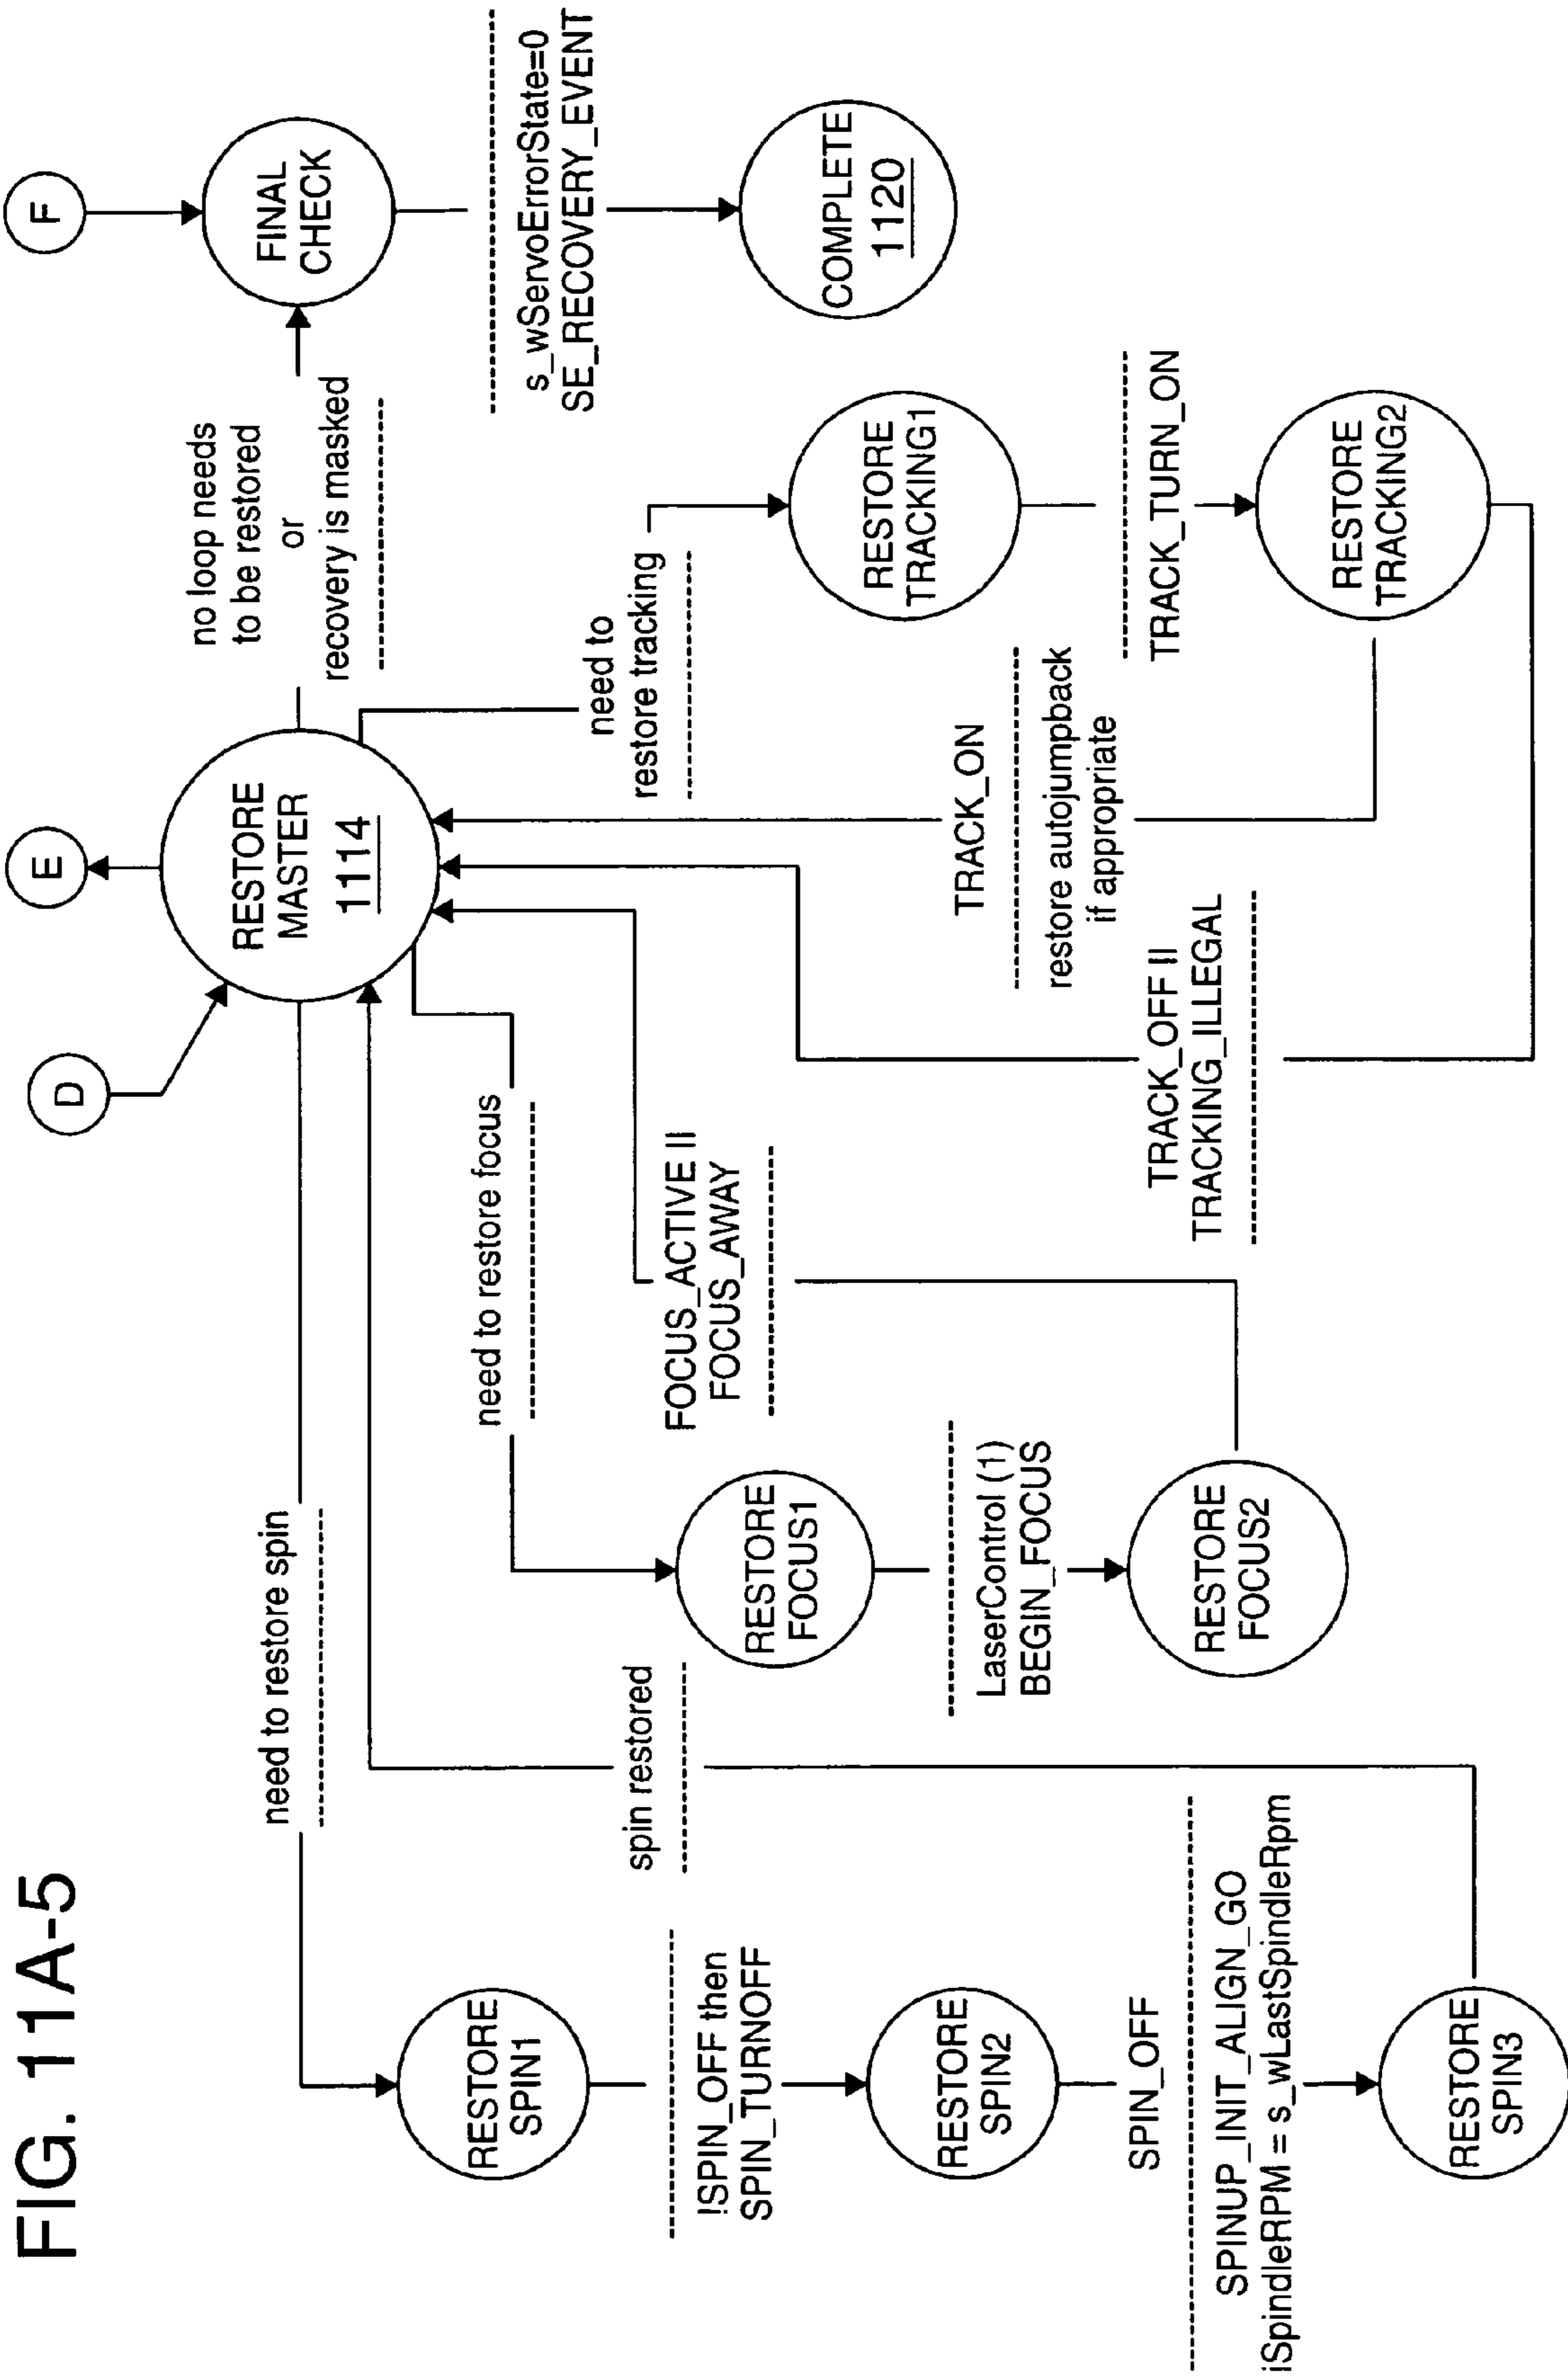 FIG. 11A-5
D
E
F
RESTORE
MASTER
1114
FINAL
CHECK
no loop needs
to be restored
or
recovery is masked
s_wServoErrorState=0
SE_RECOVERY_EVENT
COMPLETE
1120
need to restore spin
RESTORE
SPIN1
!SPIN_OFF then
SPIN_TURNOFF
RESTORE
SPIN2
SPIN_OFF
SPINUP_INIT_ALIGN_GO
iSpindleRPM = s_wLastSpindleRpm
RESTORE
SPIN3
spin restored
need to restore focus
RESTORE
FOCUS1
LaserControl (1)
BEGIN_FOCUS
RESTORE
FOCUS2
FOCUS_ACTIVE II
FOCUS_AWAY
need to
restore tracking
RESTORE
TRACKING1
TRACK_TURN_ON
RESTORE
TRACKING2
TRACK_ON
restore autojumpback
if appropriate
TRACK_OFF II
TRACKING_ILLEGAL